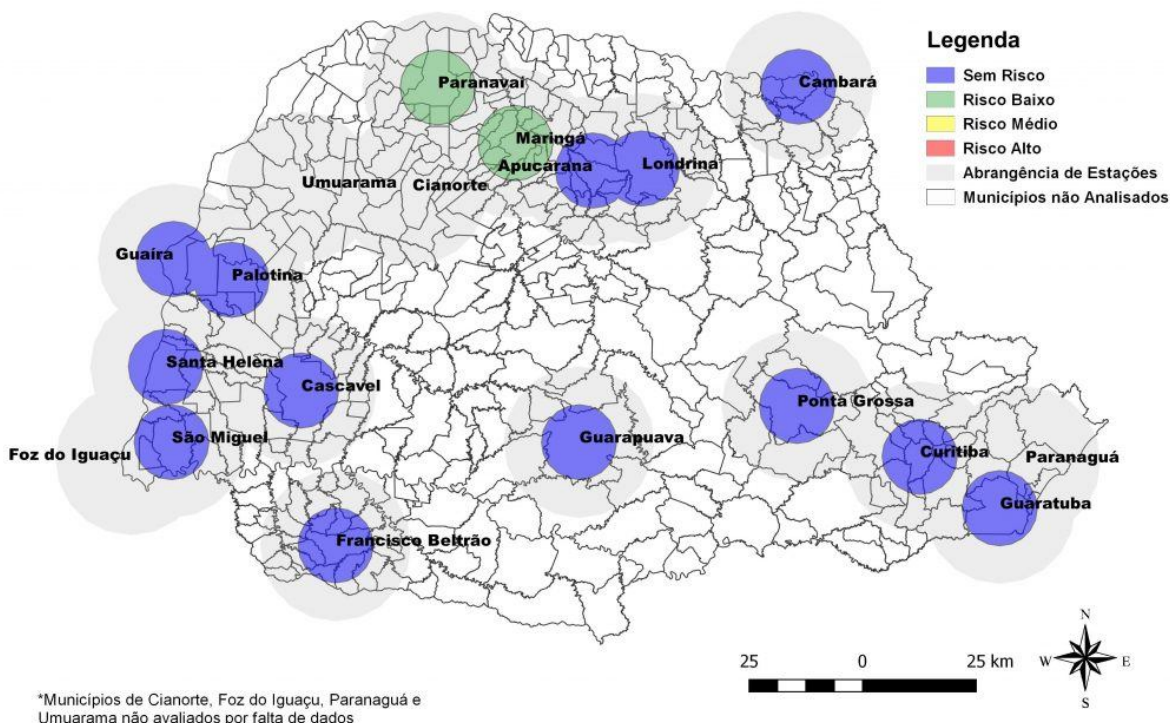 Legenda
Sem Risco
Risco Baixo
Risco Médio
Risco Alto
Abrangência de Estações
Municípios não Analisados
Paranavai
Cambará
Maringá
Apucarana
Londrina
Umuarama
Cianorte
Guaíra
Palotina
Santa Helena
Cascavel
Ponta Grossa
São Miguel
Guarapuava
Foz do Iguaçu
Curitiba
Paranaguá
Guaratuba
Francisco Beltrão
25 0 25 km
N
W E
S
*Municípios de Cianorte, Foz do Iguaçu, Paranaguá e
Umuarama não avaliados por falta de dados